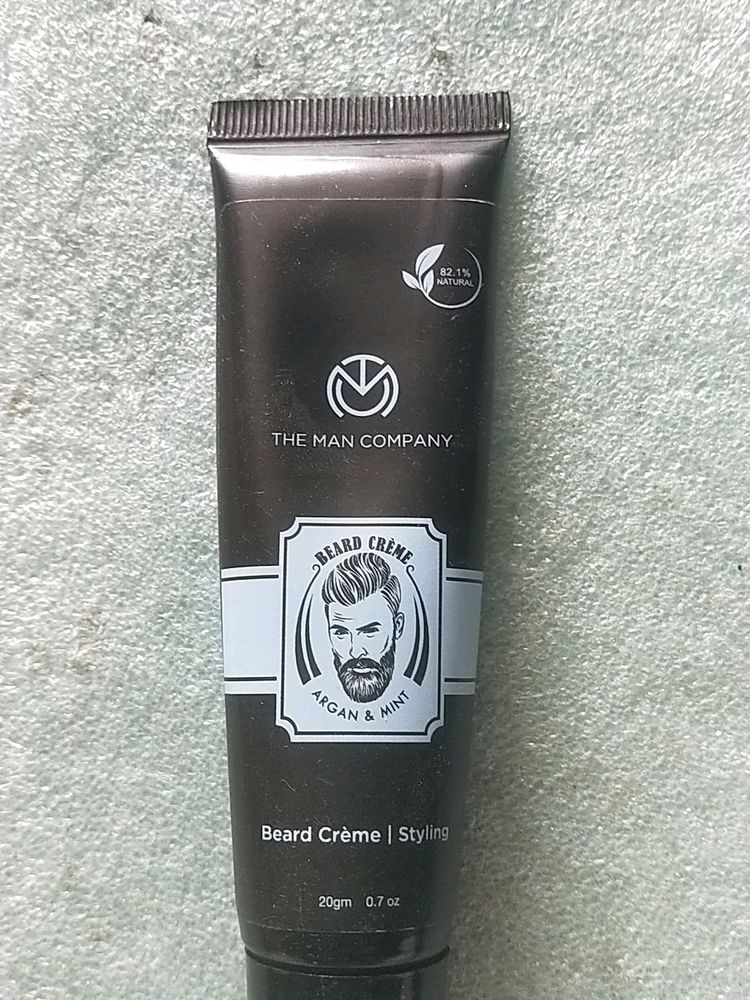 82.1%
NATURAL
THE MAN COMPANY
BEARD CRÈME
ARGAN & MINT
Beard Crème | Styling
20gm 0.7 oz